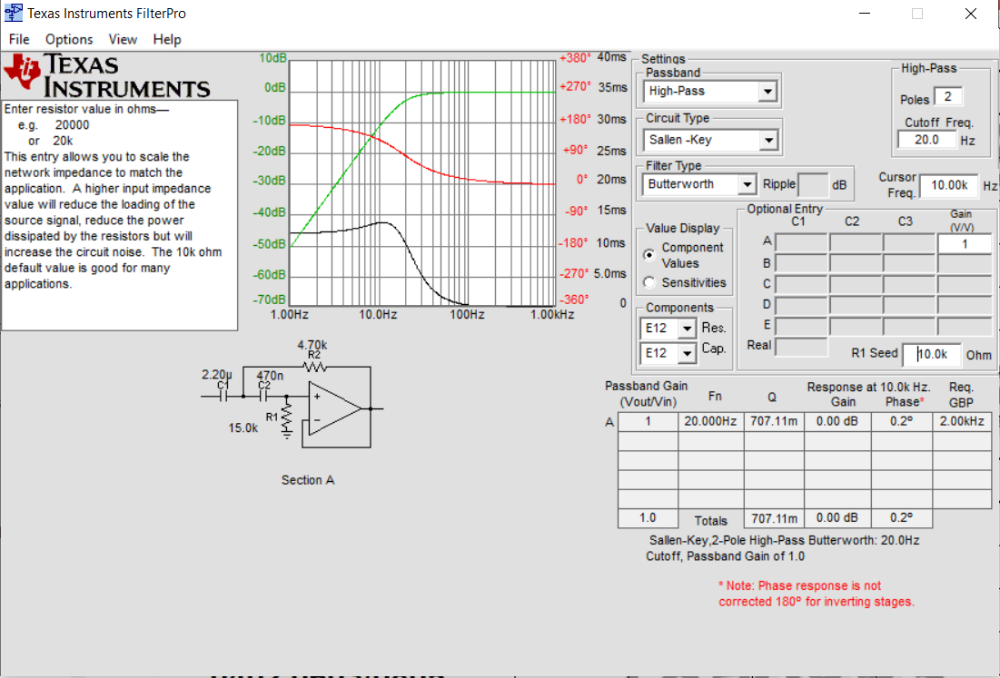 Texas Instruments FilterPro
File Options View Help
TEXAS
INSTRUMENTS
Enter resistor value in ohms—
e.g. 20000
or 20k
This entry allows you to scale the
network impedance to match the
application. A higher input impedance
value will reduce the loading of the
source signal, reduce the power
dissipated by the resistors but will
increase the circuit noise. The 10k ohm
default value is good for many
applications.
10dB
0dB
-10dB
-20dB
-30dB
-40dB
-50dB
-60dB
-70dB
+380° 40ms
+270° 35ms
+180° 30ms
+90° 25ms
0° 20ms
-90° 15ms
-180° 10ms
-270° 5.0ms
-360° 0
1.00Hz 10.0Hz 100Hz 1.00kHz
Settings
Passband
High-Pass
Circuit Type
Sallen -Key
Filter Type
Butterworth
Ripple dB
High-Pass
Poles 2
Cutoff Freq.
20.0 Hz
Cursor
Freq. 10.00k Hz
Value Display
Component
Values
Sensitivities
Components
E12 Res.
E12 Cap.
Optional Entry
C1 C2 C3 Gain
(V/V)
A 1
B
C
D
E
Real
R1 Seed 10.0k Ohm
4.70k
R2
2.20µ 470n
C1 C2
R1
15.0k
+
-
Section A
Passband Gain
(Vout/Vin)
Fn Q
Response at 10.0k Hz.
Gain Phase*
Req.
GBP
A 1 20.000Hz 707.11m 0.00 dB 0.2º 2.00kHz
1.0 Totals 707.11m 0.00 dB 0.2º
Sallen-Key,2-Pole High-Pass Butterworth: 20.0Hz
Cutoff, Passband Gain of 1.0
* Note: Phase response is not
corrected 180º for inverting stages.